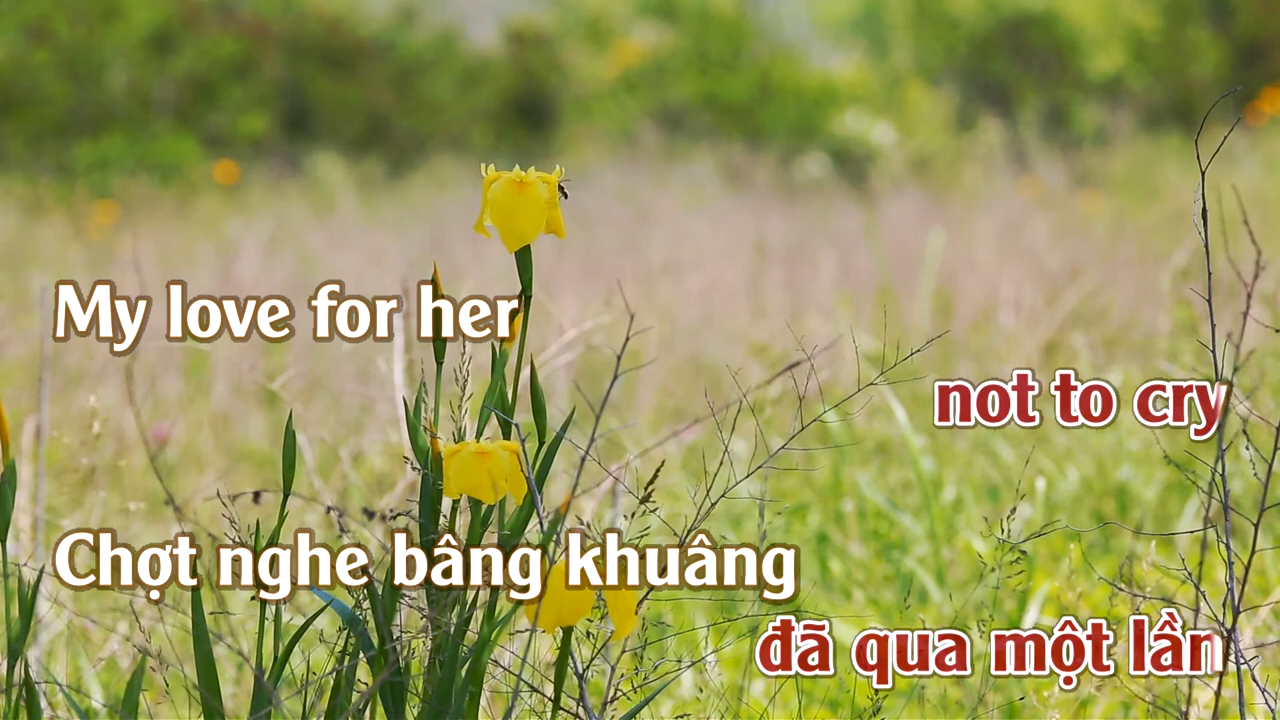 My love for her
not to cry
Chợt nghe bâng khuâng
đã qua một lần